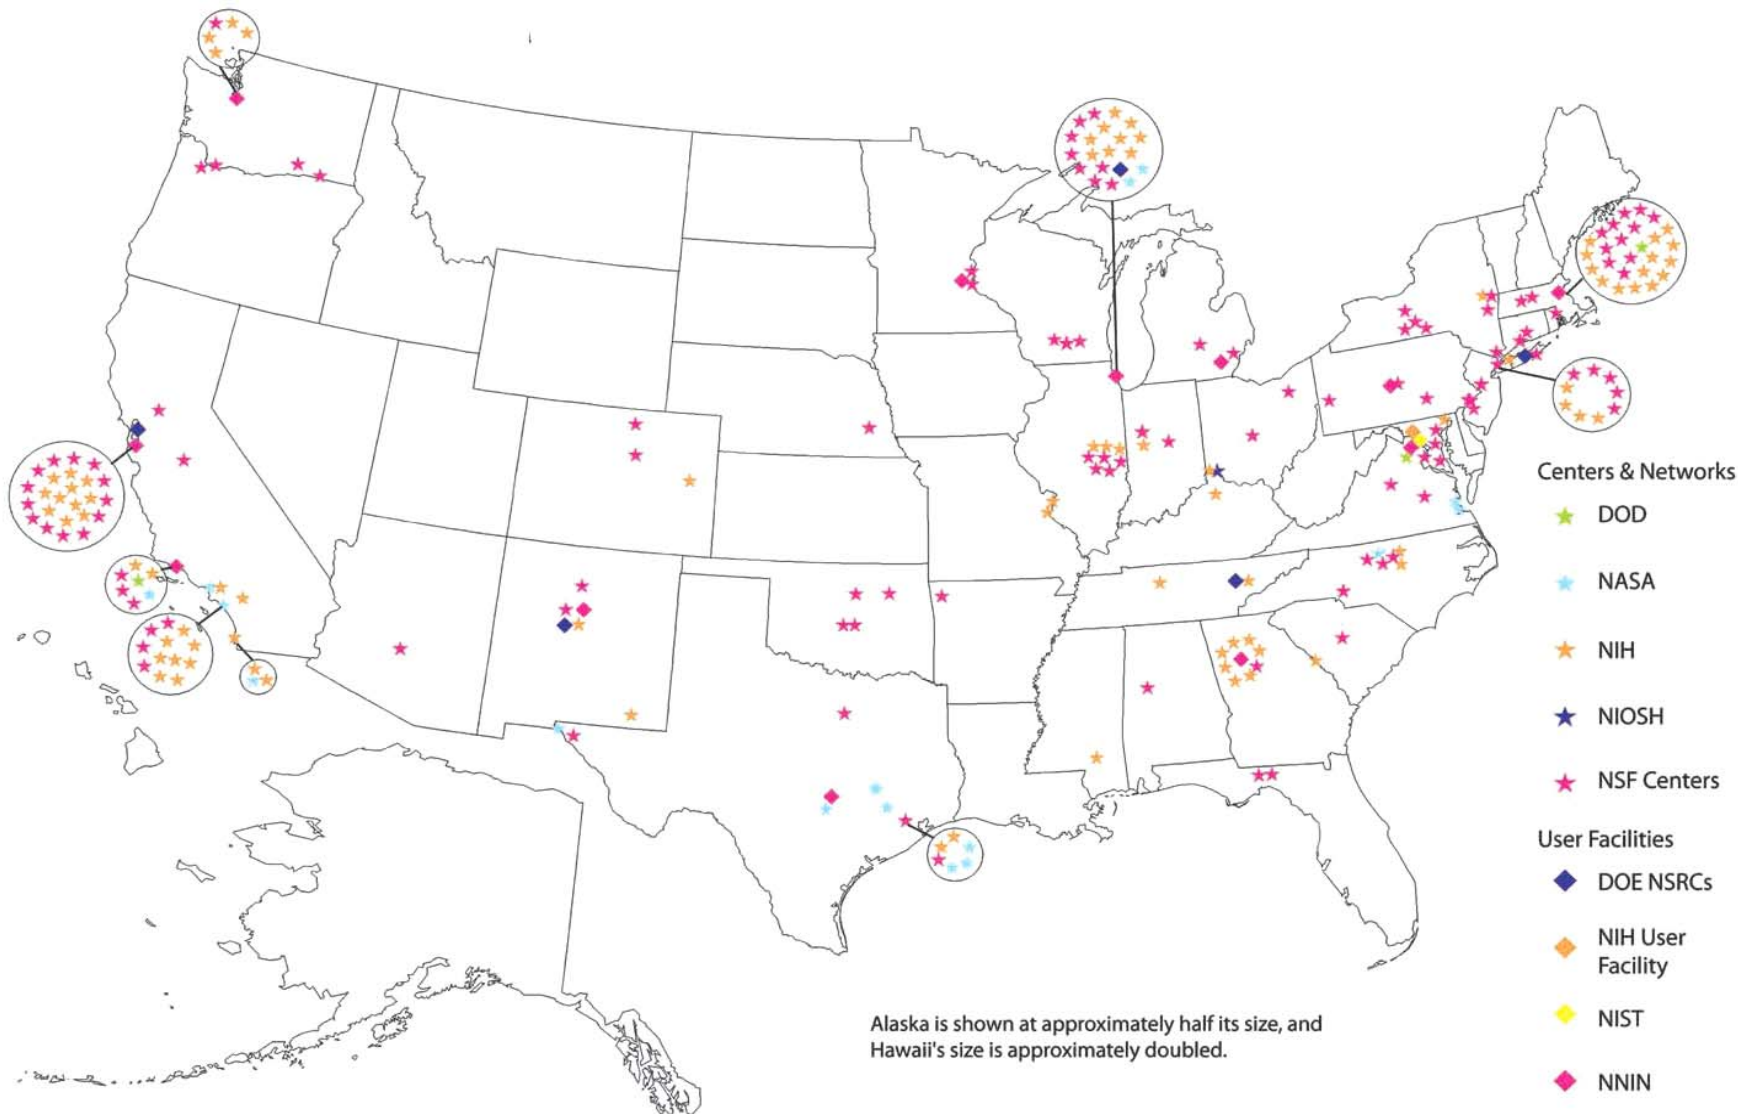 Centers & Networks
DOD
NASA
NIH
NIOSH
NSF Centers
User Facilities
DOE NSRCs
NIH User
Facility
NIST
NNIN
Alaska is shown at approximately half its size, and
Hawaii's size is approximately doubled.